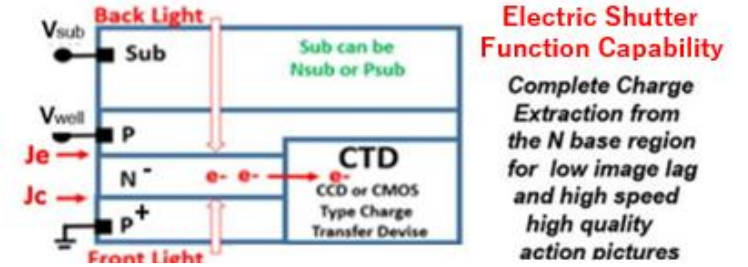 Back Light
Vsub
Sub
Sub can be
Nsub or Psub
Vwell
P
Je
N -
e- e- e-
Jc
P+
CTD
CCD or CMOS
Type Charge
Transfer Devise
Front Light
Electric Shutter
Function Capability
Complete Charge
Extraction from
the N base region
for low image lag
and high speed
high quality
action pictures